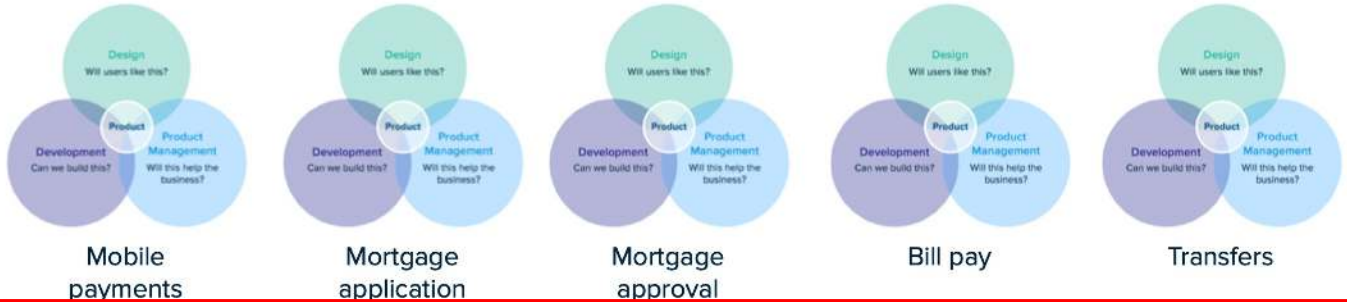 Design
Will users like this?
Product
Development
Can we build this?
Product
Management
Will this help the
business?
Mobile
payments
Design
Will users like this?
Product
Development
Can we build this?
Product
Management
Will this help the
business?
Mortgage
application
Design
Will users like this?
Product
Development
Can we build this?
Product
Management
Will this help the
business?
Mortgage
approval
Design
Will users like this?
Product
Development
Can we build this?
Product
Management
Will this help the
business?
Bill pay
Design
Will users like this?
Product
Development
Can we build this?
Product
Management
Will this help the
business?
Transfers